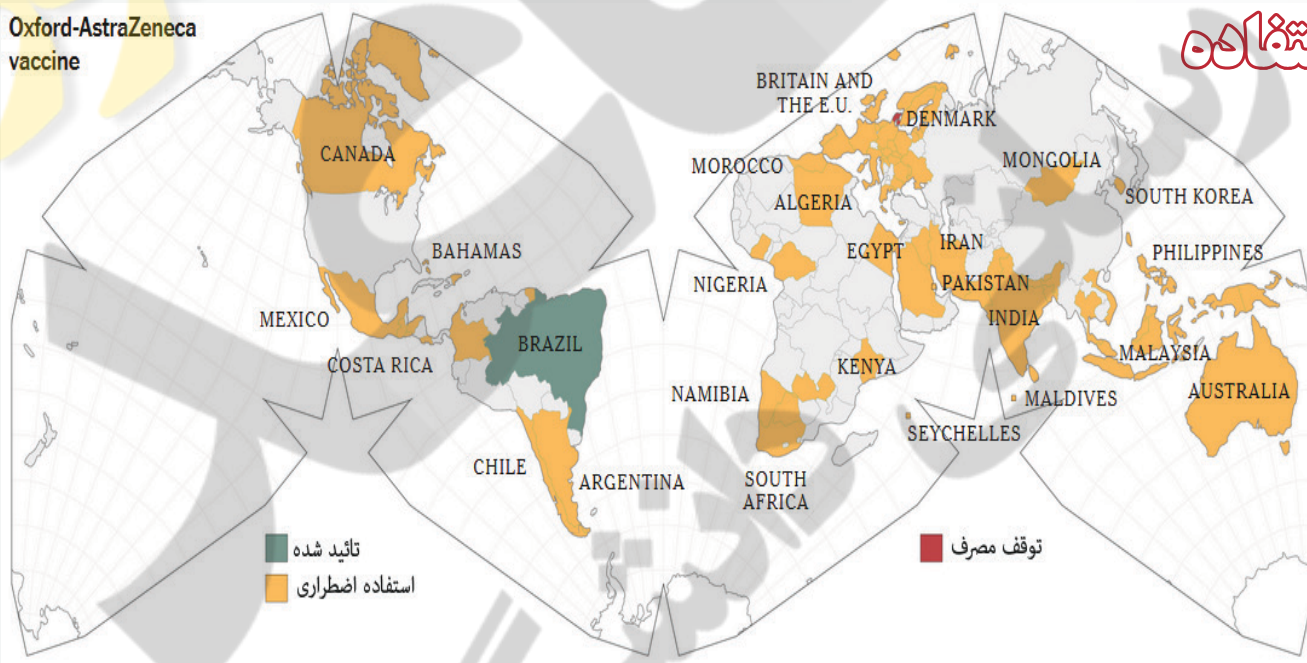 Oxford-AstraZeneca
vaccine
BRITAIN AND
THE E.U.
DENMARK
CANADA
MOROCCO
MONGOLIA
SOUTH KOREA
ALGERIA
BAHAMAS
EGYPT
IRAN
PHILIPPINES
NIGERIA
PAKISTAN
MEXICO
INDIA
BRAZIL
COSTA RICA
KENYA
MALAYSIA
NAMIBIA
AUSTRALIA
MALDIVES
SEYCHELLES
CHILE
ARGENTINA
SOUTH
AFRICA
تائید شده
استفاده اضطراری
توقف مصرف